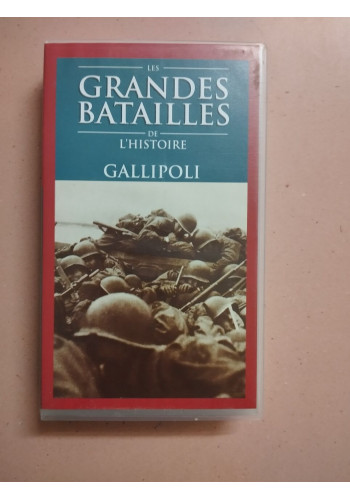 LES
GRANDES
BATAILLES
DE
L'HISTOIRE
GALLIPOLI